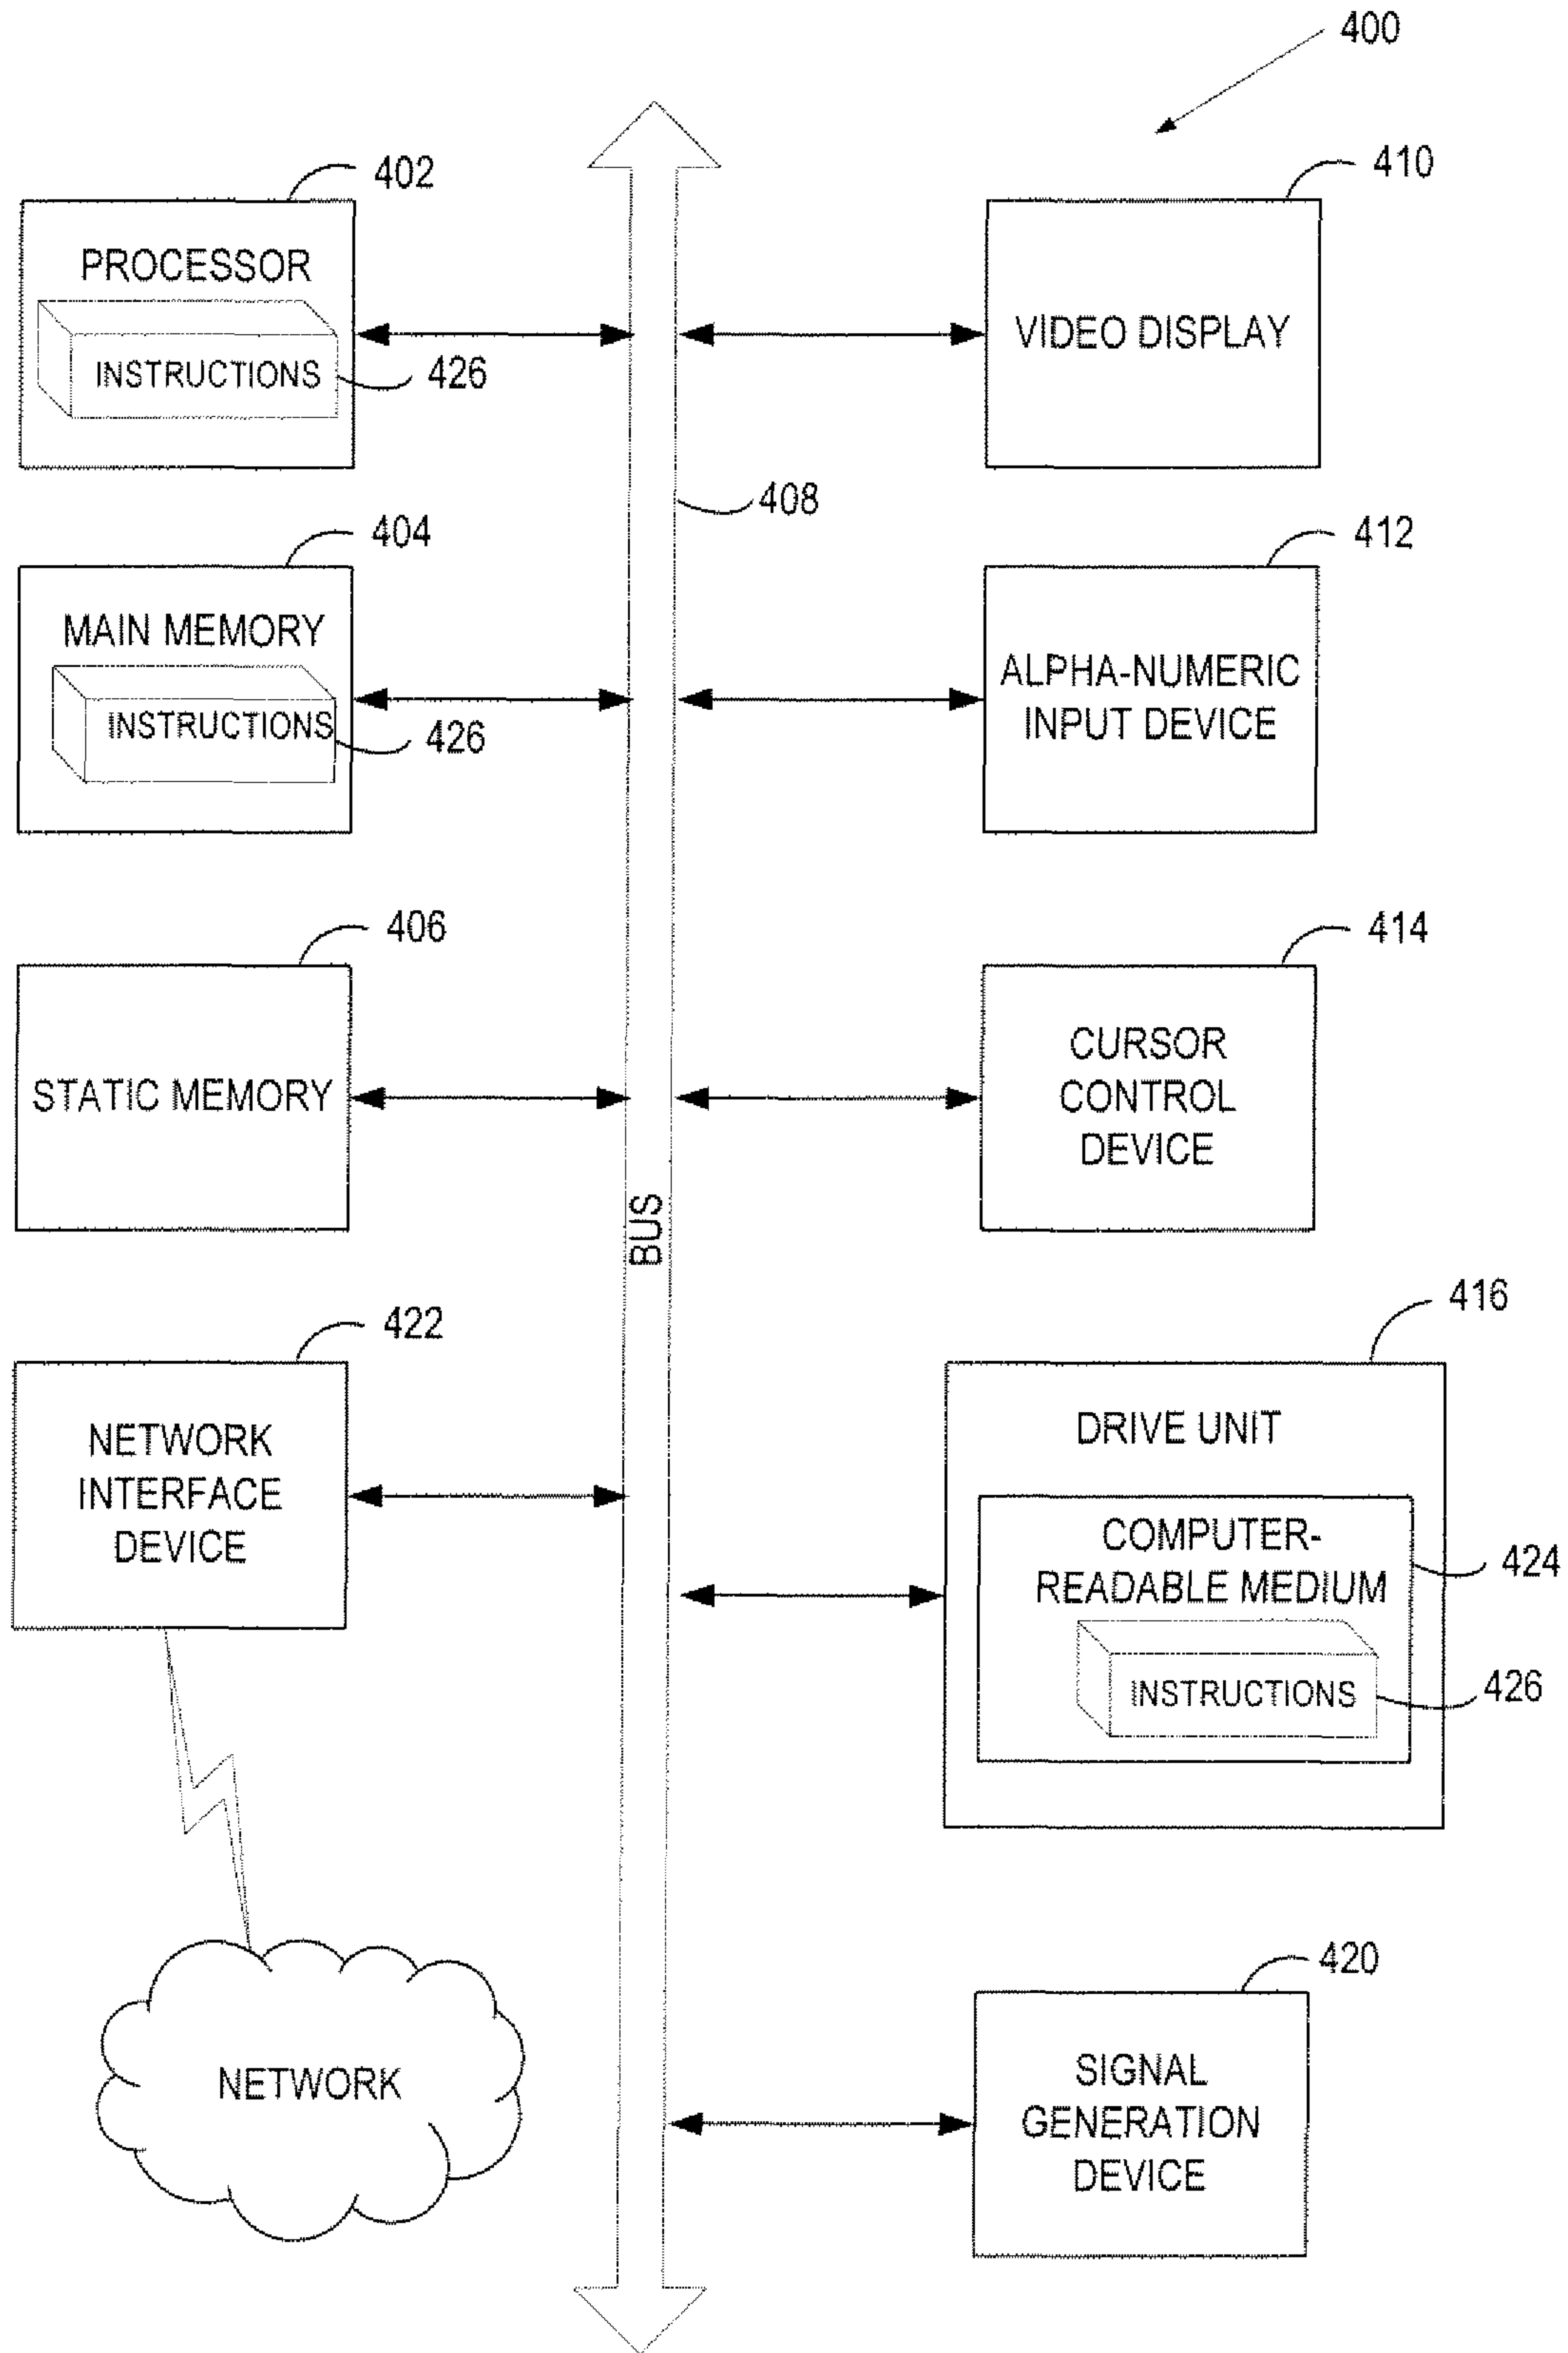 400
402
PROCESSOR
INSTRUCTIONS
426
410
VIDEO DISPLAY
408
404
MAIN MEMORY
INSTRUCTIONS
426
412
ALPHA-NUMERIC
INPUT DEVICE
406
STATIC MEMORY
414
CURSOR
CONTROL
DEVICE
BUS
422
NETWORK
INTERFACE
DEVICE
416
DRIVE UNIT
COMPUTER-
READABLE MEDIUM
424
INSTRUCTIONS
426
NETWORK
420
SIGNAL
GENERATION
DEVICE